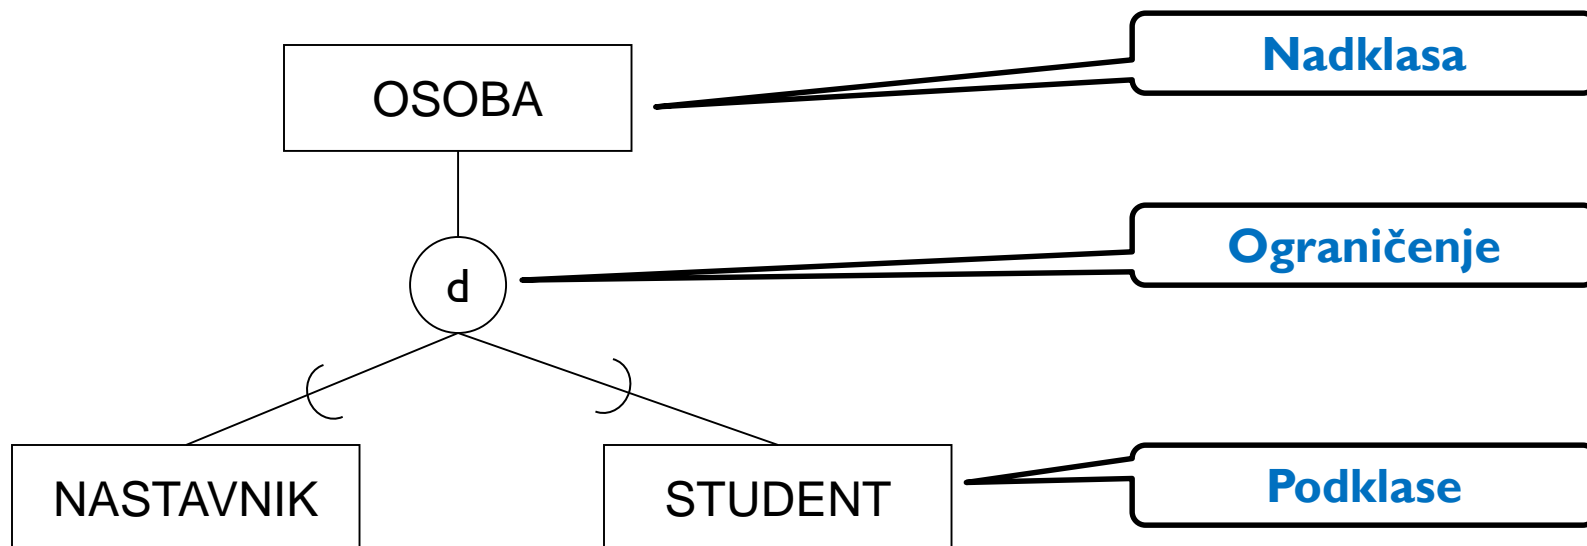 Nadklasa
OSOBA
Ograničenje
d
NASTAVNIK
STUDENT
Podklase